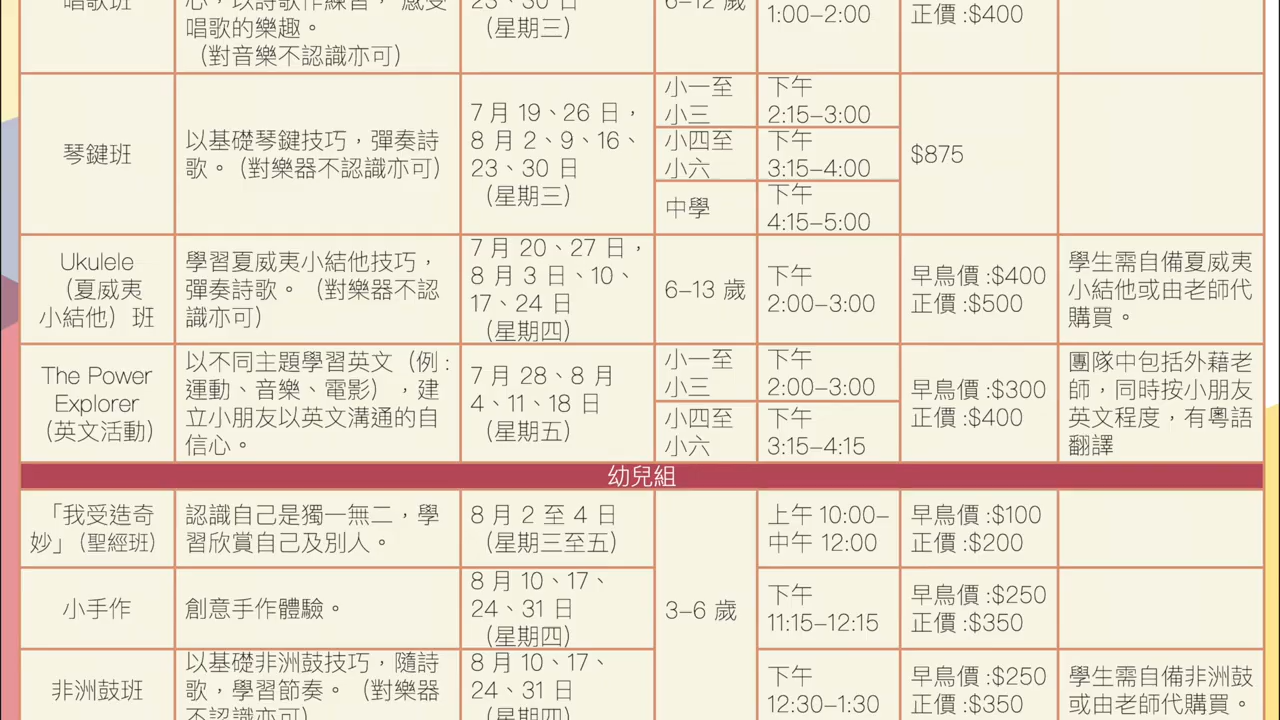 唱歌班
心，以詩歌作練習，感受
唱歌的樂趣。
（對音樂不認識亦可）
23、30 日
（星期三）
6–12 歲
1:00–2:00
正價 :$400
琴鍵班
以基礎琴鍵技巧，彈奏詩
歌。（對樂器不認識亦可）
7 月 19、26 日，
8 月 2、9、16、
23、30 日
（星期三）
小一至
小三
下午
2:15–3:00
小四至
小六
下午
3:15–4:00
中學
下午
4:15–5:00
$875
Ukulele
（夏威夷
小結他）班
學習夏威夷小結他技巧，
彈奏詩歌。（對樂器不認
識亦可）
7 月 20、27 日，
8 月 3 日、10、
17、24 日
（星期四）
6–13 歲
下午
2:00–3:00
早鳥價 :$400
正價 :$500
學生需自備夏威夷
小結他或由老師代
購買。
The Power
Explorer
（英文活動）
以不同主題學習英文（例 :
運動、音樂、電影），建
立小朋友以英文溝通的自
信心。
7 月 28、8 月
4、11、18 日
（星期五）
小一至
小三
下午
2:00–3:00
小四至
小六
下午
3:15–4:15
早鳥價 :$300
正價 :$400
團隊中包括外藉老
師，同時按小朋友
英文程度，有粵語
翻譯
幼兒組
「我受造奇
妙」（聖經班）
認識自己是獨一無二，學
習欣賞自己及別人。
8 月 2 至 4 日
（星期三至五）
3–6 歲
上午 10:00–
中午 12:00
早鳥價 :$100
正價 :$200
小手作
創意手作體驗。
8 月 10、17、
24、31 日
（星期四）
下午
11:15–12:15
早鳥價 :$250
正價 :$350
非洲鼓班
以基礎非洲鼓技巧，隨詩
歌，學習節奏。（對樂器
不認識亦可）
8 月 10、17、
24、31 日
（星期四）
下午
12:30–1:30
早鳥價 :$250
正價 :$350
學生需自備非洲鼓
或由老師代購買。